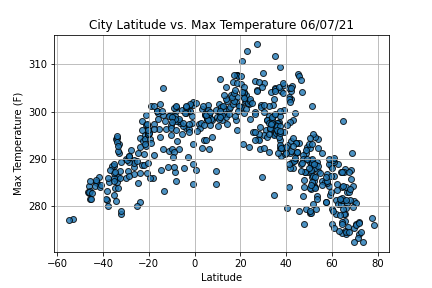 City Latitude vs. Max Temperature 06/07/21
Max Temperature (F)
310
300
290
280
−60 −40 −20 0 20 40 60 80
Latitude